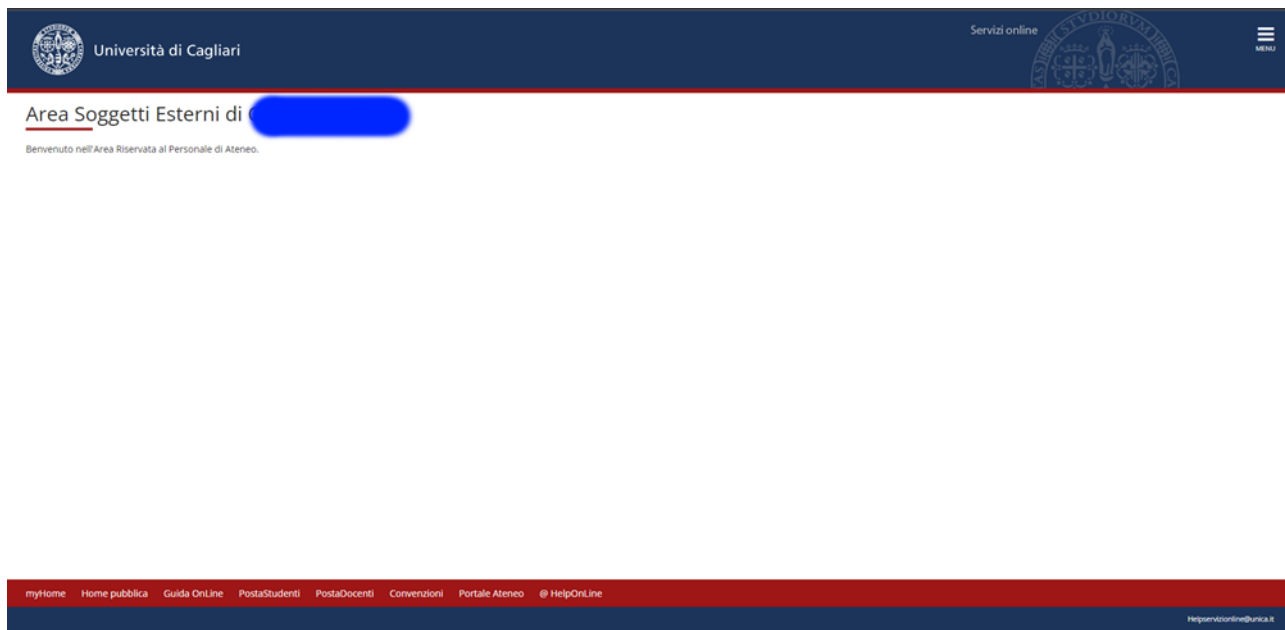 Università di Cagliari
Servizi online
MENU
Area Soggetti Esterni di
Benvenuto nell'Area Riservata al Personale di Ateneo.
myHome Home pubblica Guida OnLine PostaStudenti PostaDocenti Convenzioni Portale Ateneo @ HelpOnLine
Helpservizionline@unica.it